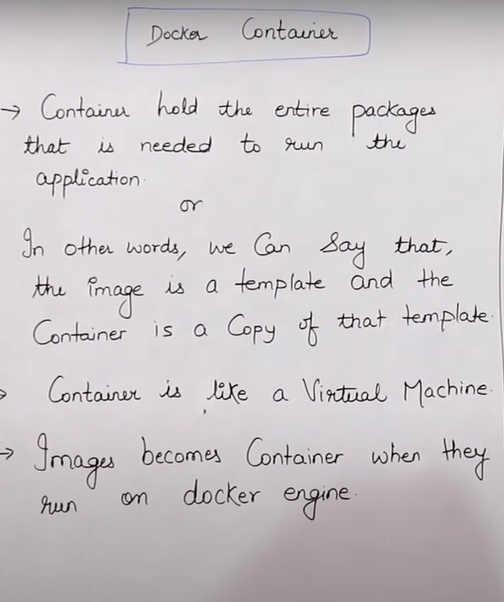 Docker Container
→ Container hold the entire packages
that is needed to run the
application.
or
In other words, we Can Say that,
the image is a template and the
Container is a Copy of that template.
→ Container is like a Virtual Machine.
→ Images becomes Container when they
run on docker engine.